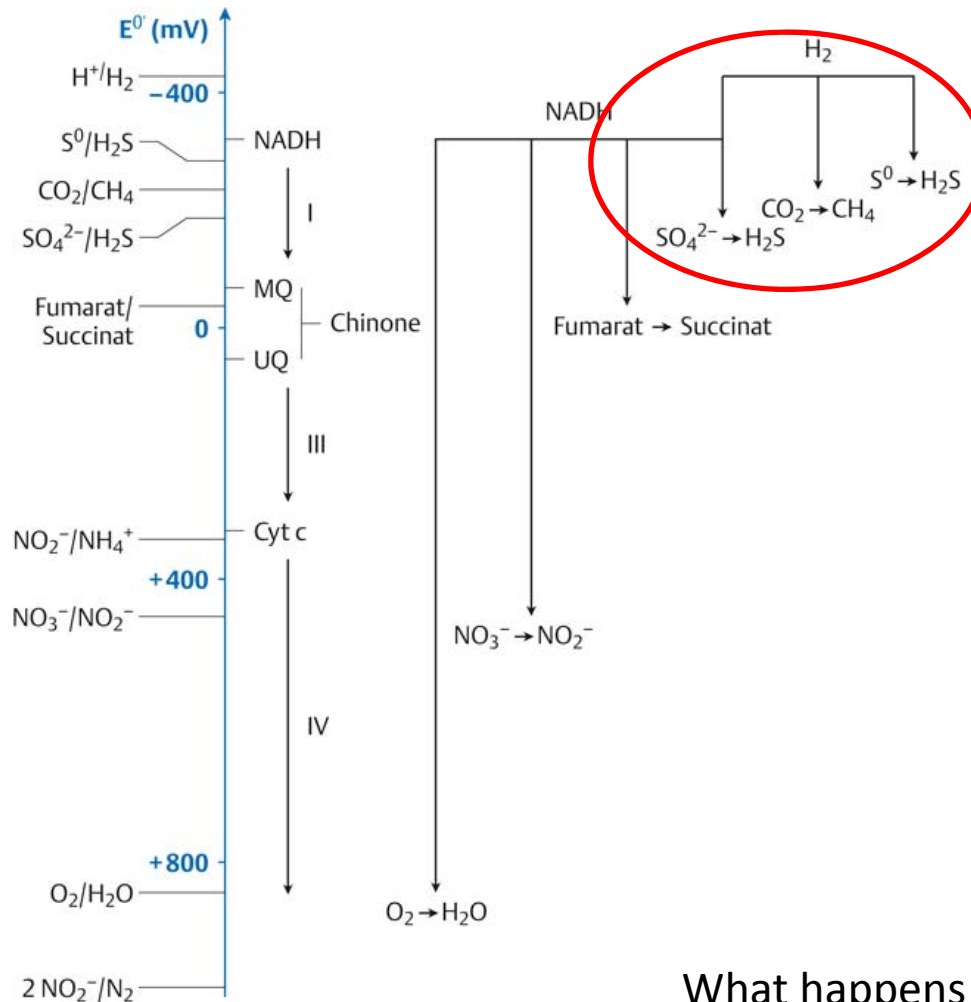 E⁰' (mV)
H⁺/H₂
−400
S⁰/H₂S
CO₂/CH₄
SO₄²⁻/H₂S
Fumarat/
Succinat
0
NO₂⁻/NH₄⁺
+400
NO₃⁻/NO₂⁻
+800
O₂/H₂O
2 NO₂⁻/N₂
NADH
I
MQ
Chinone
UQ
III
Cyt c
IV
NADH
H₂
S⁰→H₂S
CO₂→CH₄
SO₄²⁻→H₂S
Fumarat → Succinat
NO₃⁻→NO₂⁻
O₂→H₂O
What happens